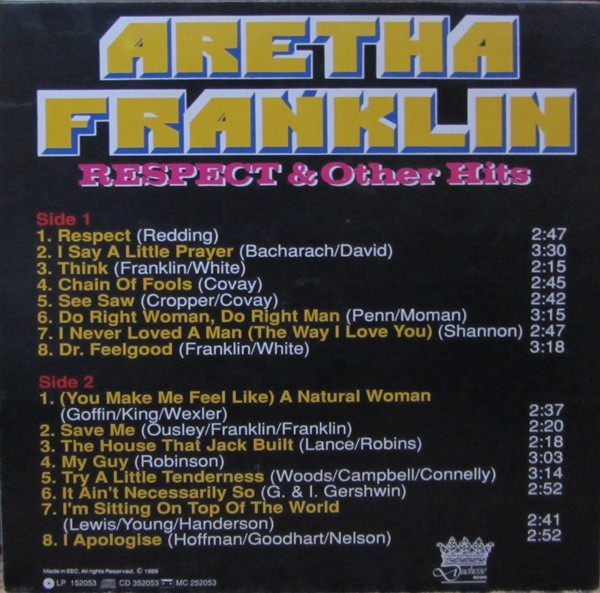 ARETHA
FRANKLIN
RESPECT & Other Hits
Side 1
1. Respect (Redding) 2:47
2. I Say A Little Prayer (Bacharach/David) 3:30
3. Think (Franklin/White) 2:15
4. Chain Of Fools (Covay) 2:45
5. See Saw (Cropper/Covay) 2:42
6. Do Right Woman, Do Right Man (Penn/Moman) 3:15
7. I Never Loved A Man (The Way I Love You) (Shannon) 2:47
8. Dr. Feelgood (Franklin/White) 3:18
Side 2
1. (You Make Me Feel Like) A Natural Woman
(Goffin/King/Wexler) 2:37
2. Save Me (Ousley/Franklin/Franklin) 2:20
3. The House That Jack Built (Lance/Robins) 2:18
4. My Guy (Robinson) 3:03
5. Try A Little Tenderness (Woods/Campbell/Connelly) 3:14
6. It Ain't Necessarily So (G. & I. Gershwin) 2:52
7. I'm Sitting On Top Of The World
(Lewis/Young/Handerson) 2:41
8. I Apologise (Hoffman/Goodhart/Nelson) 2:52
Made in EEC. All rights reserved. ©
LP 152053 CD 352053 MC 252053
Duchesse